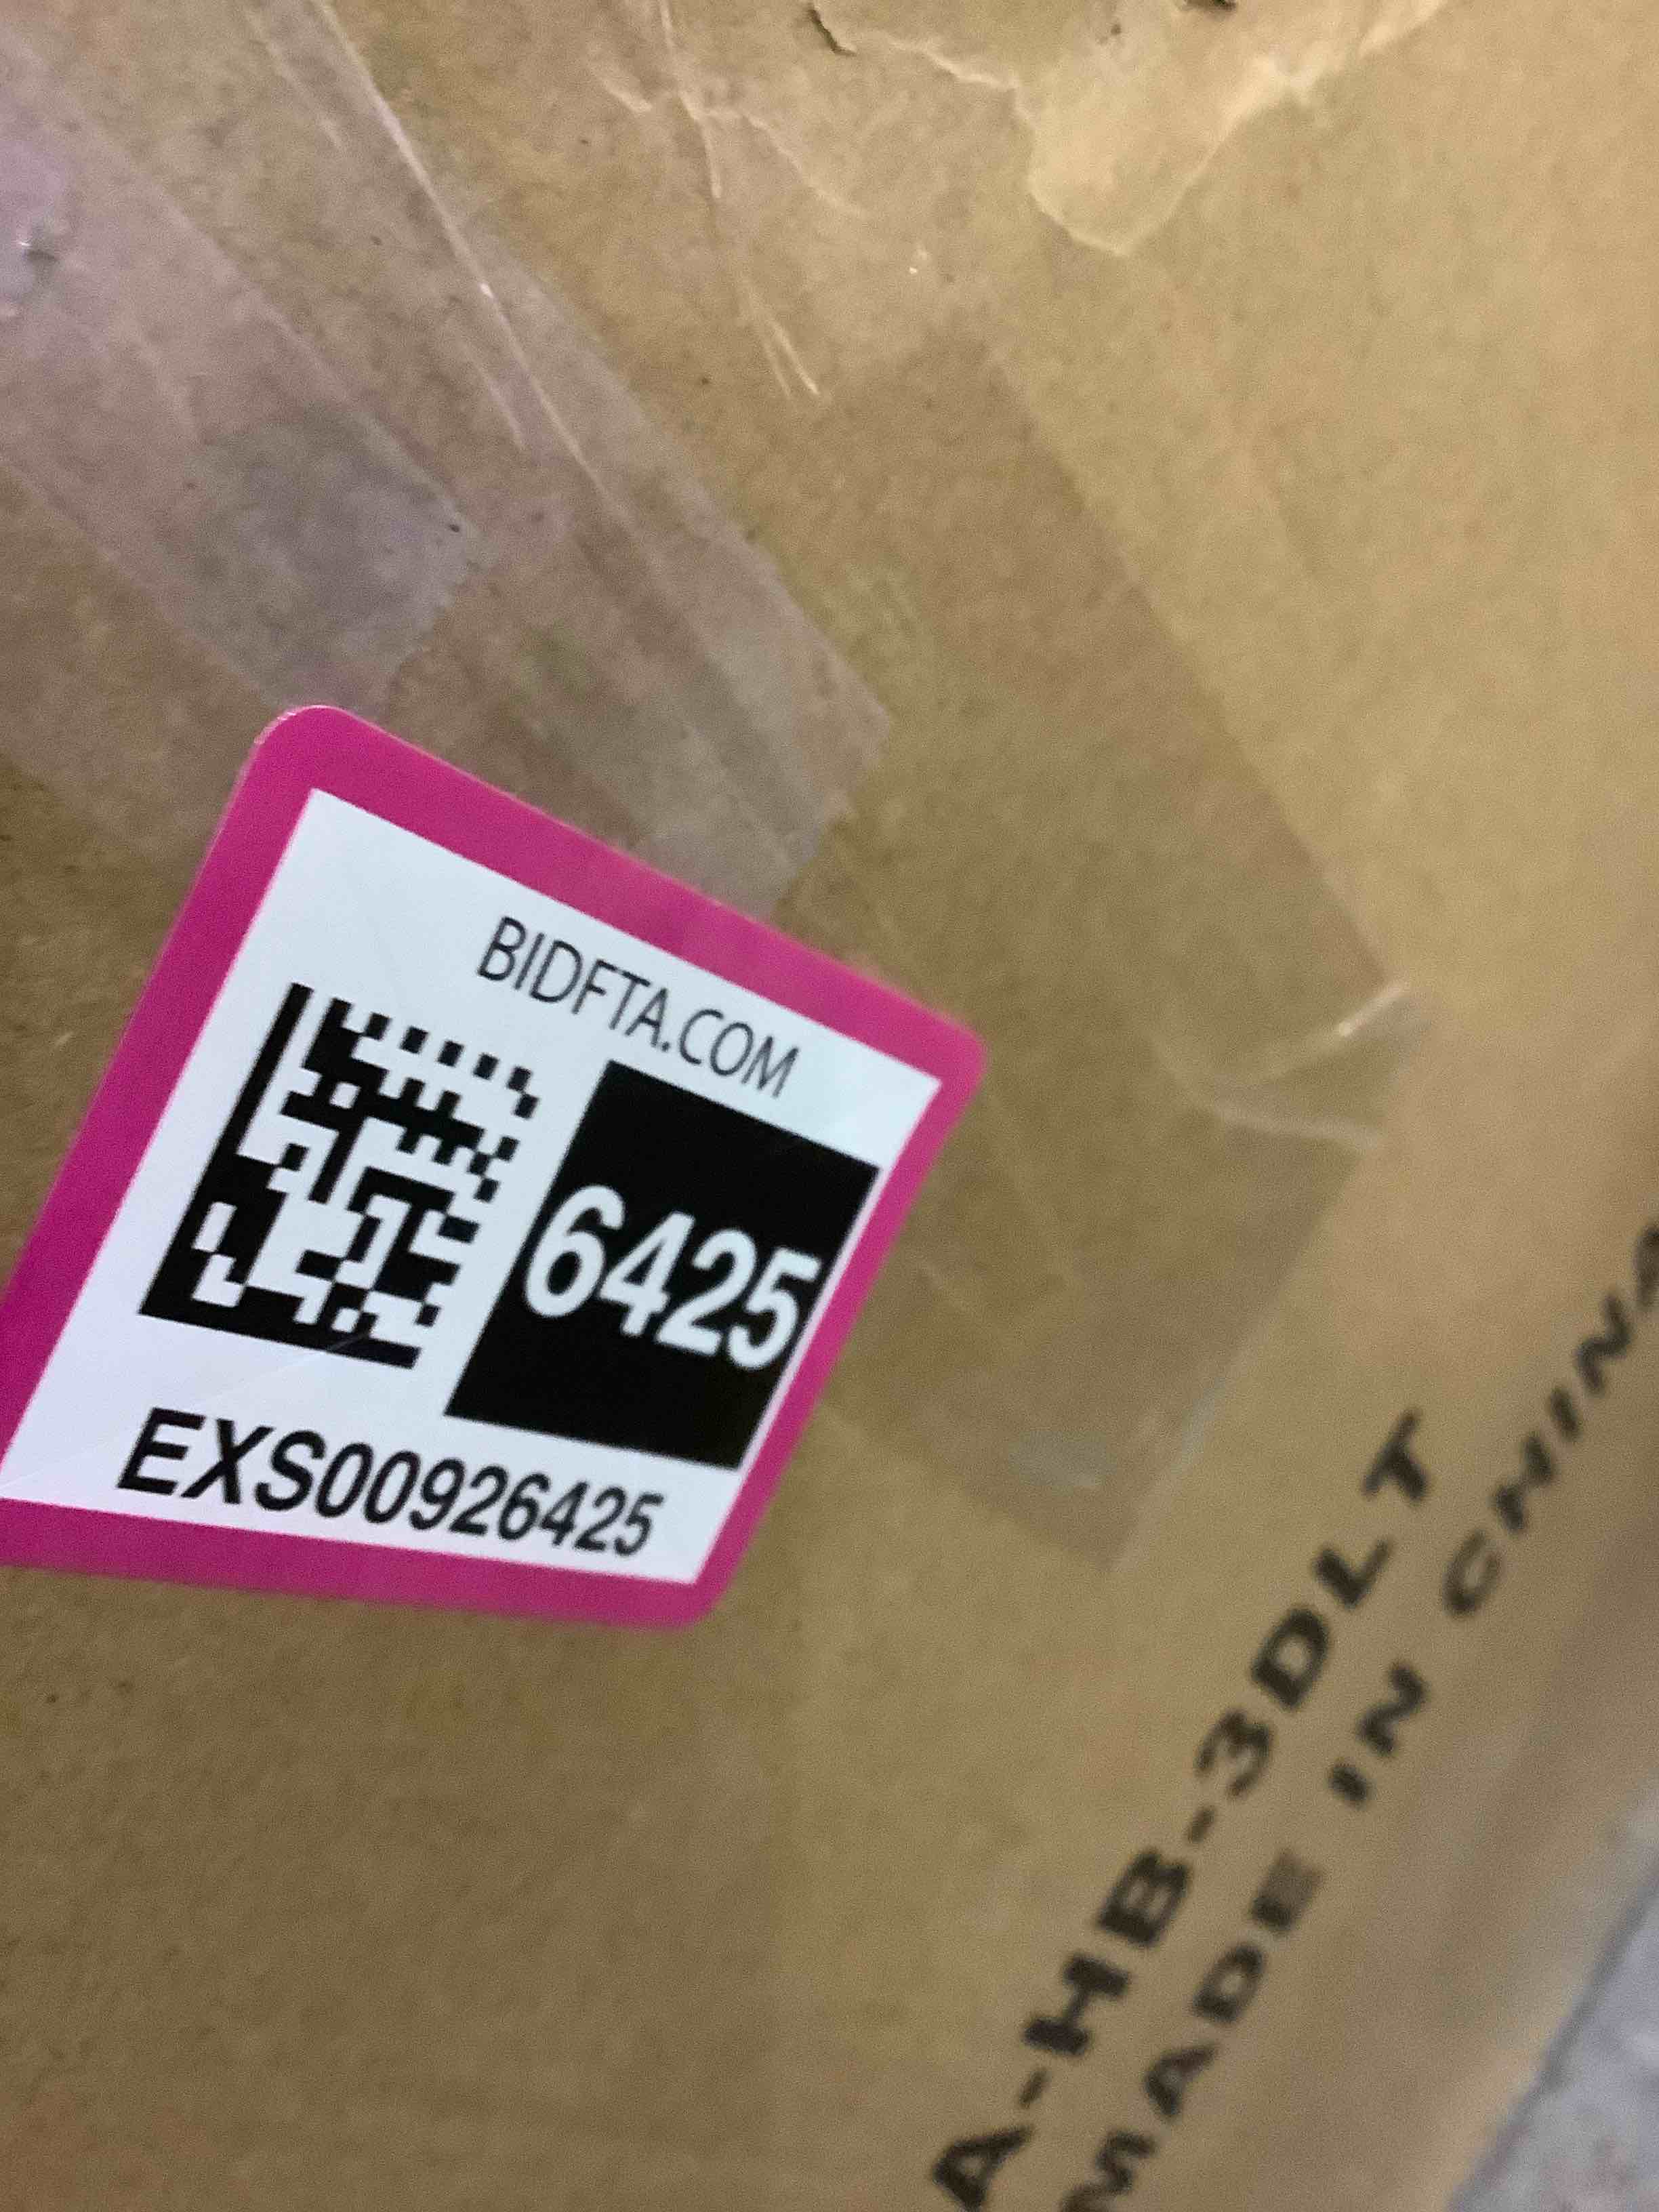 BIDFTA.COM
6425
EXS00926425
A-HB-3DLT
MADE IN CHINA